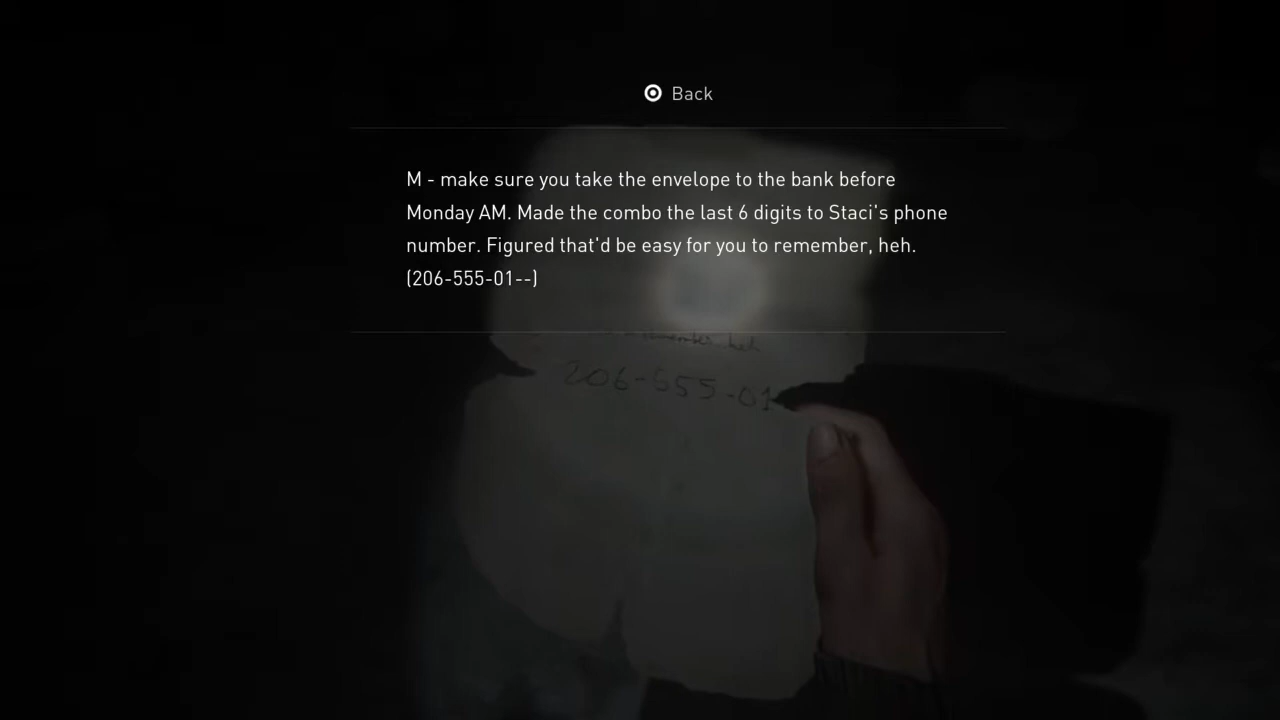 Back
M - make sure you take the envelope to the bank before
Monday AM. Made the combo the last 6 digits to Staci's phone
number. Figured that'd be easy for you to remember, heh.
(206-555-01--)
heh
206-555-01